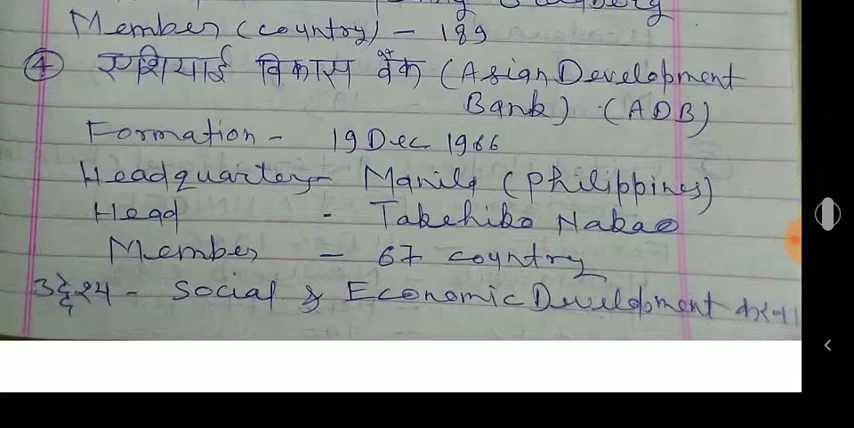 Member (country) - 189
④ एशियाई विकास बैंक (Asian Development
Bank) (ADB)
Formation - 19 Dec 1966
Headquarter - Manila (Philippines)
Head - Takehiko Nakao
Member - 67 country
उद्देश्य - Social & Economic Development करना